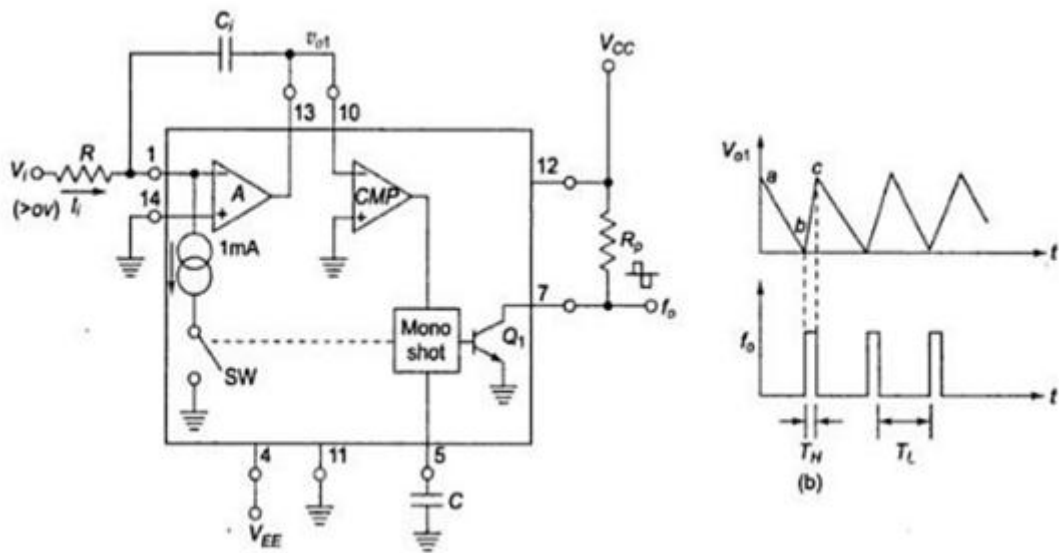 C_i
v_o1
V_CC
13
10
V_i
R
1
(>ov)
I_i
14
A
CMP
12
1mA
R_p
7
f_o
Mono
shot
Q_1
SW
4
11
5
C
V_EE
V_o1
a
c
b
t
f_o
t
T_H
T_L
(b)